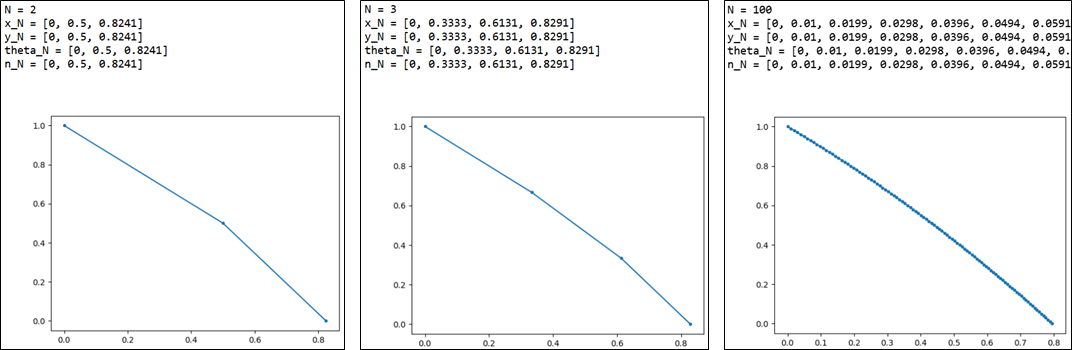 N = 2
x_N = [0, 0.5, 0.8241]
y_N = [0, 0.5, 0.8241]
theta_N = [0, 0.5, 0.8241]
n_N = [0, 0.5, 0.8241]
1.0
0.8
0.6
0.4
0.2
0.0
0.0 0.2 0.4 0.6 0.8
N = 3
x_N = [0, 0.3333, 0.6131, 0.8291]
y_N = [0, 0.3333, 0.6131, 0.8291]
theta_N = [0, 0.3333, 0.6131, 0.8291]
n_N = [0, 0.3333, 0.6131, 0.8291]
1.0
0.8
0.6
0.4
0.2
0.0
0.0 0.2 0.4 0.6 0.8
N = 100
x_N = [0, 0.01, 0.0199, 0.0298, 0.0396, 0.0494, 0.0591
y_N = [0, 0.01, 0.0199, 0.0298, 0.0396, 0.0494, 0.0591
theta_N = [0, 0.01, 0.0199, 0.0298, 0.0396, 0.0494, 0.
n_N = [0, 0.01, 0.0199, 0.0298, 0.0396, 0.0494, 0.0591
1.0
0.8
0.6
0.4
0.2
0.0
0.0 0.1 0.2 0.3 0.4 0.5 0.6 0.7 0.8